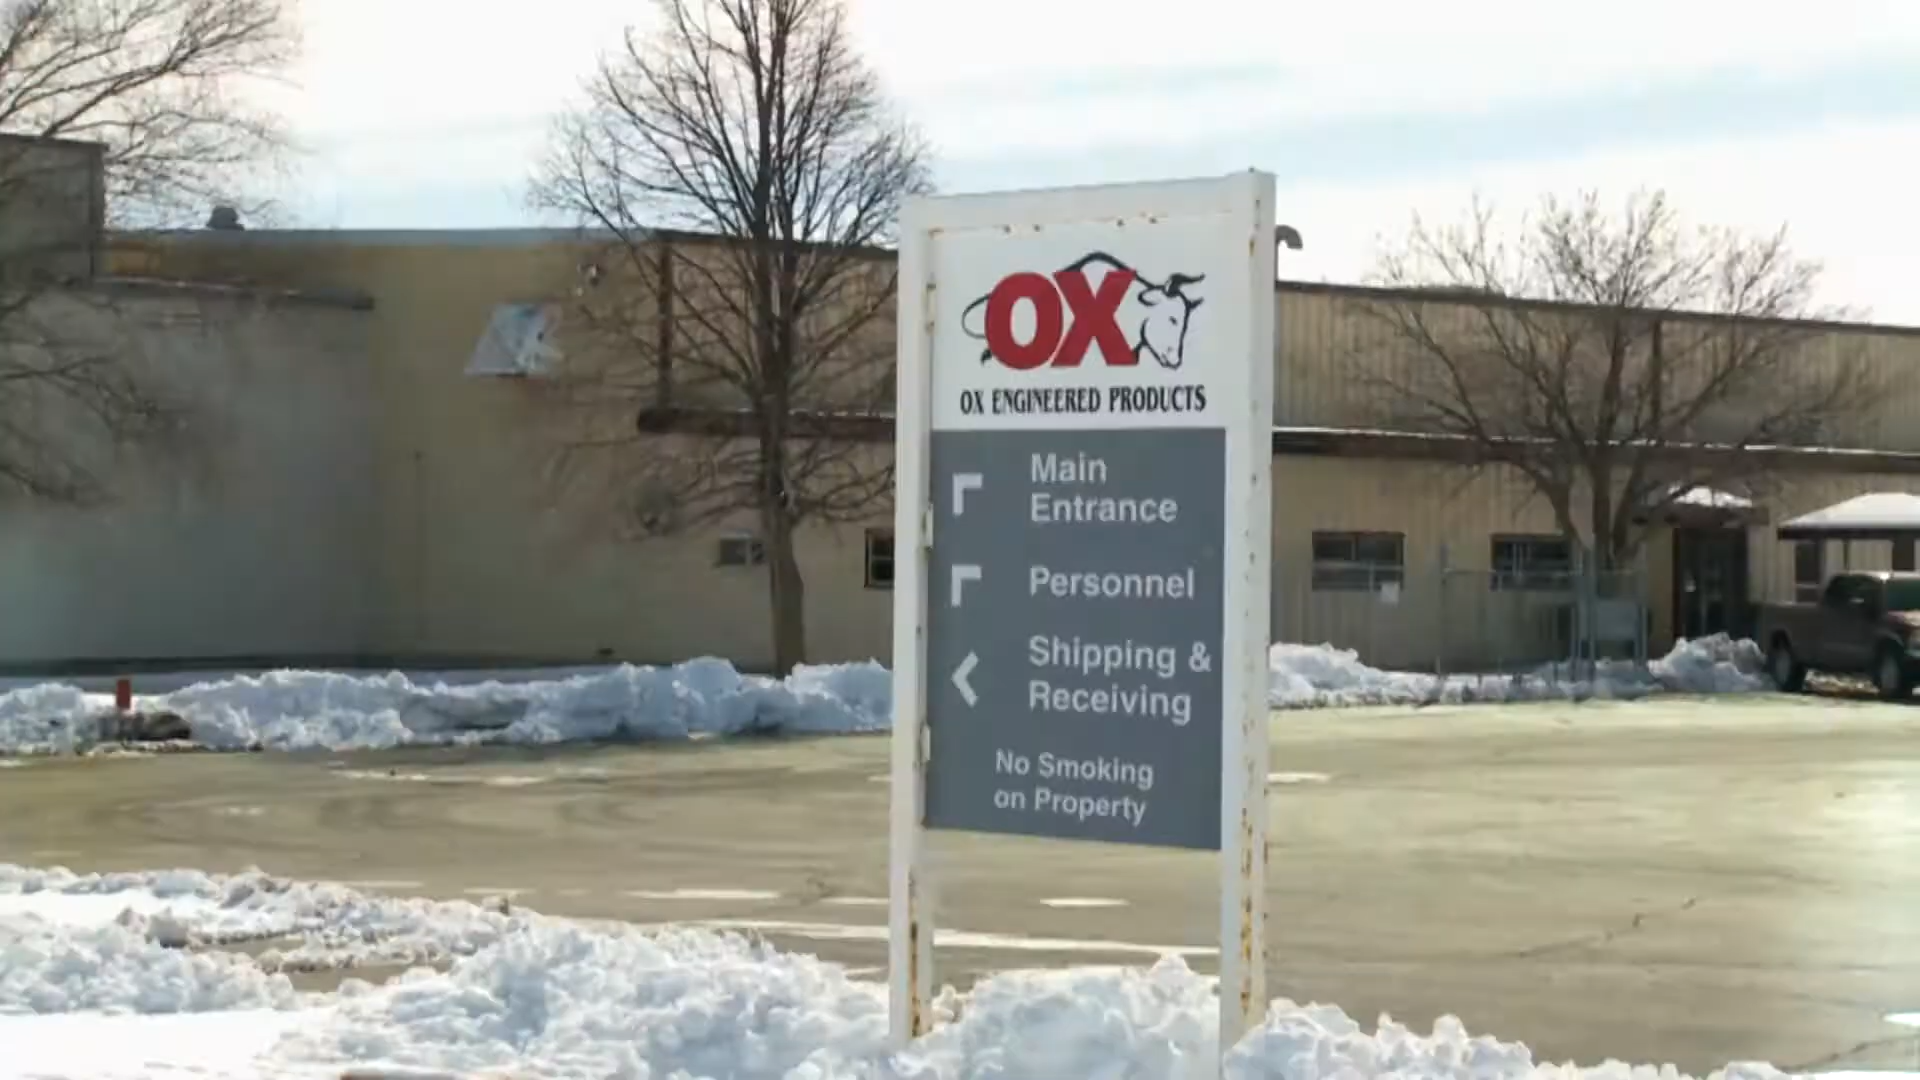 OX
OX ENGINEERED PRODUCTS
Main
Entrance
Personnel
Shipping &
Receiving
No Smoking
on Property